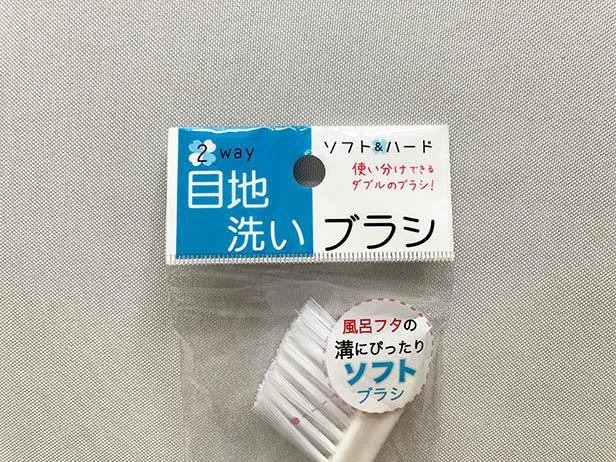 2 way
目地
洗いブラシ
ソフト&ハード
使い分けできる
ダブルのブラシ!
風呂フタの
溝にぴったり
ソフト
ブラシ